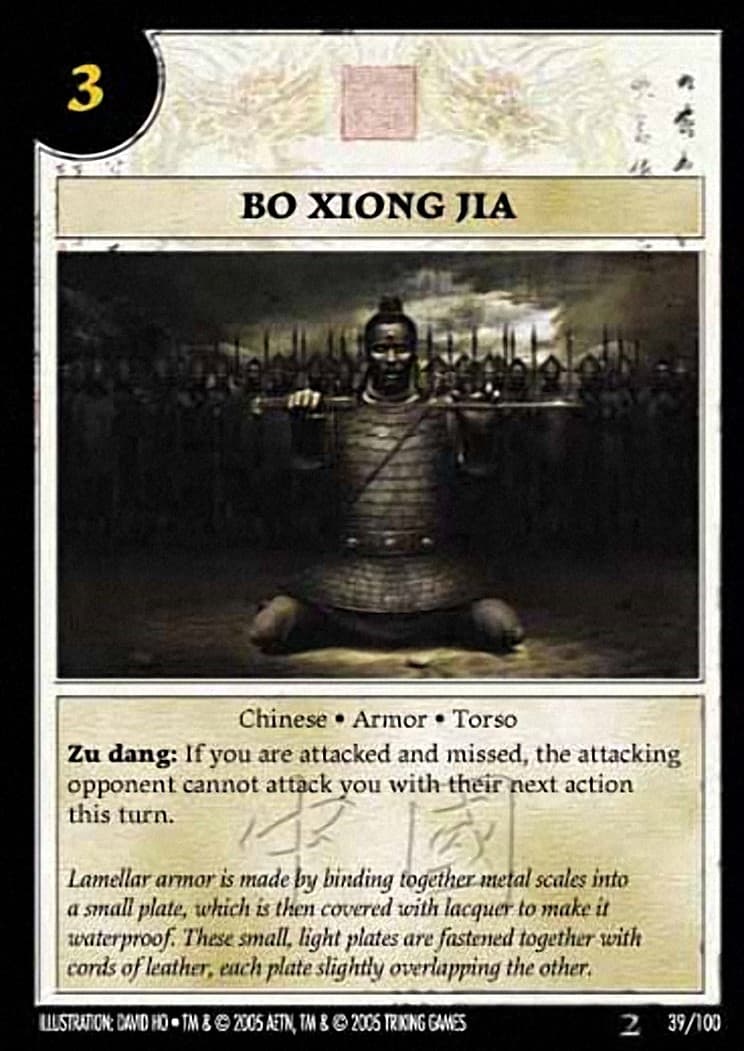 3
BO XIONG JIA
Chinese • Armor • Torso
Zu dang: If you are attacked and missed, the attacking
opponent cannot attack you with their next action
this turn.
中國
Lamellar armor is made by binding together metal scales into
a small plate, which is then covered with lacquer to make it
waterproof. These small, light plates are fastened together with
cords of leather, each plate slightly overlapping the other.
ILLUSTRATION: DAVID HO • TM & © 2005 AETN, TM & © 2005 TRIKING GAMES
2 39/100